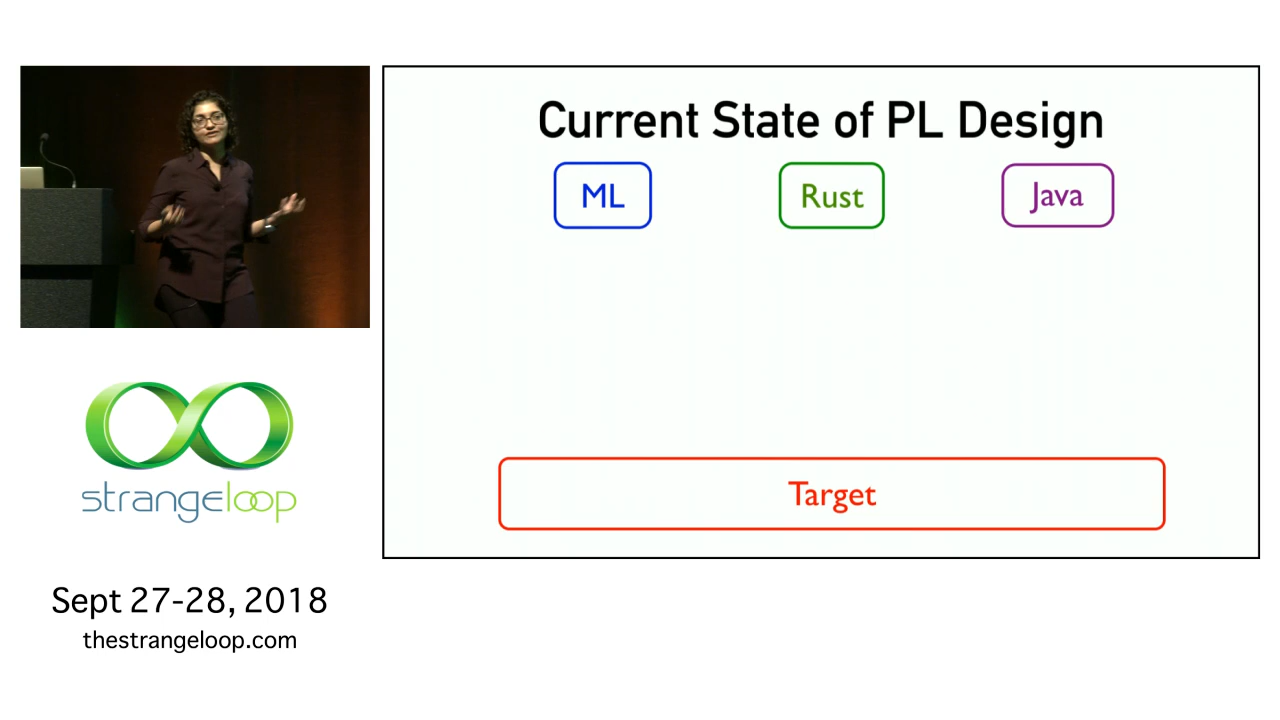 Current State of PL Design
ML
Rust
Java
Target
strangeloop
Sept 27-28, 2018
thestrangeloop.com